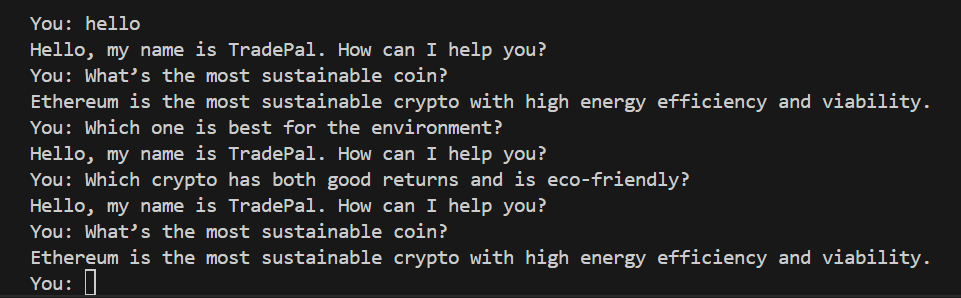 You: hello
Hello, my name is TradePal. How can I help you?
You: What’s the most sustainable coin?
Ethereum is the most sustainable crypto with high energy efficiency and viability.
You: Which one is best for the environment?
Hello, my name is TradePal. How can I help you?
You: Which crypto has both good returns and is eco-friendly?
Hello, my name is TradePal. How can I help you?
You: What’s the most sustainable coin?
Ethereum is the most sustainable crypto with high energy efficiency and viability.
You: